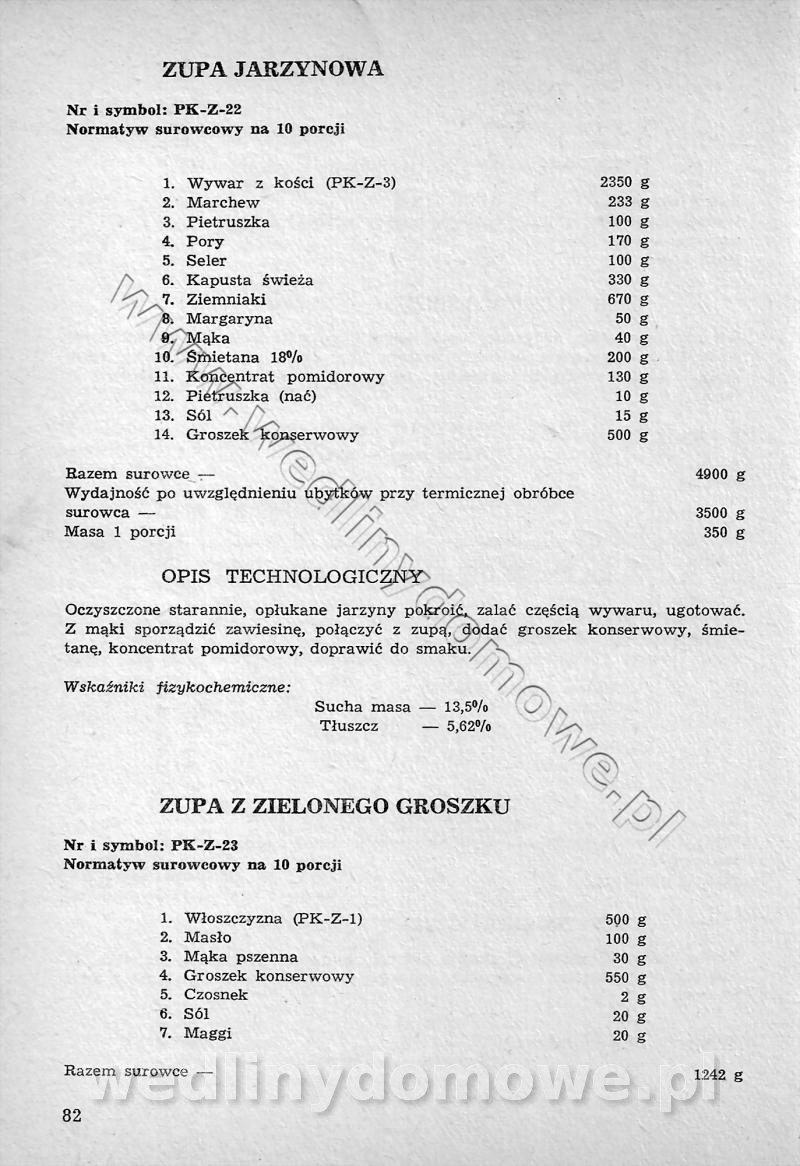 ZUPA JARZYNOWA
Nr i symbol: PK-Z-22
Normatyw surowcowy na 10 porcji
1. Wywar z kości (PK-Z-3) 2350 g
2. Marchew 233 g
3. Pietruszka 100 g
4. Pory 170 g
5. Seler 100 g
6. Kapusta świeża 330 g
7. Ziemniaki 670 g
8. Margaryna 50 g
9. Mąka 40 g
10. Śmietana 18% 200 g
11. Koncentrat pomidorowy 130 g
12. Pietruszka (nać) 10 g
13. Sól 15 g
14. Groszek konserwowy 500 g
Razem surowce — 4900 g
Wydajność po uwzględnieniu ubytków przy termicznej obróbce
surowca — 3500 g
Masa 1 porcji 350 g
OPIS TECHNOLOGICZNY
Oczyszczone starannie, opłukane jarzyny pokroić, zalać częścią wywaru, ugotować.
Z mąki sporządzić zawiesinę, połączyć z zupą, dodać groszek konserwowy, śmie-
tanę, koncentrat pomidorowy, doprawić do smaku.
Wskaźniki fizykochemiczne:
Sucha masa — 13,5%
Tłuszcz — 5,62%
www.wedlinydomowe.pl
ZUPA Z ZIELONEGO GROSZKU
Nr i symbol: PK-Z-23
Normatyw surowcowy na 10 porcji
1. Włoszczyzna (PK-Z-1) 500 g
2. Masło 100 g
3. Mąka pszenna 30 g
4. Groszek konserwowy 550 g
5. Czosnek 2 g
6. Sól 20 g
7. Maggi 20 g
Razem surowce — 1242 g
wedlinydomowe.pl
82